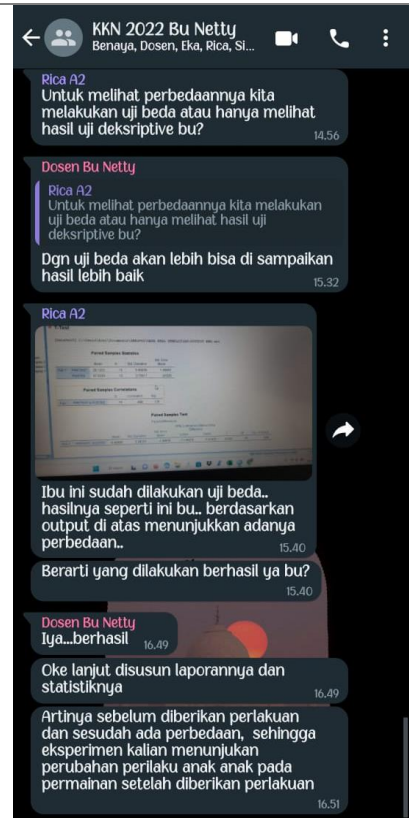 KKN 2022 Bu Netty
Benaya, Dosen, Eka, Rica, Si...
Rica A2
Untuk melihat perbedaannya kita
melakukan uji beda atau hanya melihat
hasil uji deksriptive bu?
14.56
Dosen Bu Netty
Rica A2
Untuk melihat perbedaannya kita melakukan
uji beda atau hanya melihat hasil uji
deksriptive bu?
Dgn uji beda akan lebih bisa di sampaikan
hasil lebih baik
15.32
Rica A2
Paired Samples Statistics
Paired Samples Correlations
Paired Samples Test
Ibu ini sudah dilakukan uji beda..
hasilnya seperti ini bu.. berdasarkan
output di atas menunjukkan adanya
perbedaan..
15.40
Berarti yang dilakukan berhasil ya bu?
15.40
Dosen Bu Netty
Iya...berhasil
16.49
Oke lanjut disusun laporannya dan
statistiknya
16.49
Artinya sebelum diberikan perlakuan
dan sesudah ada perbedaan, sehingga
eksperimen kalian menunjukan
perubahan perilaku anak anak pada
permainan setelah diberikan perlakuan
16.51